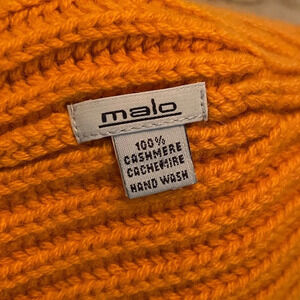 malo
100%
CASHMERE
CACHEMIRE
HAND WASH